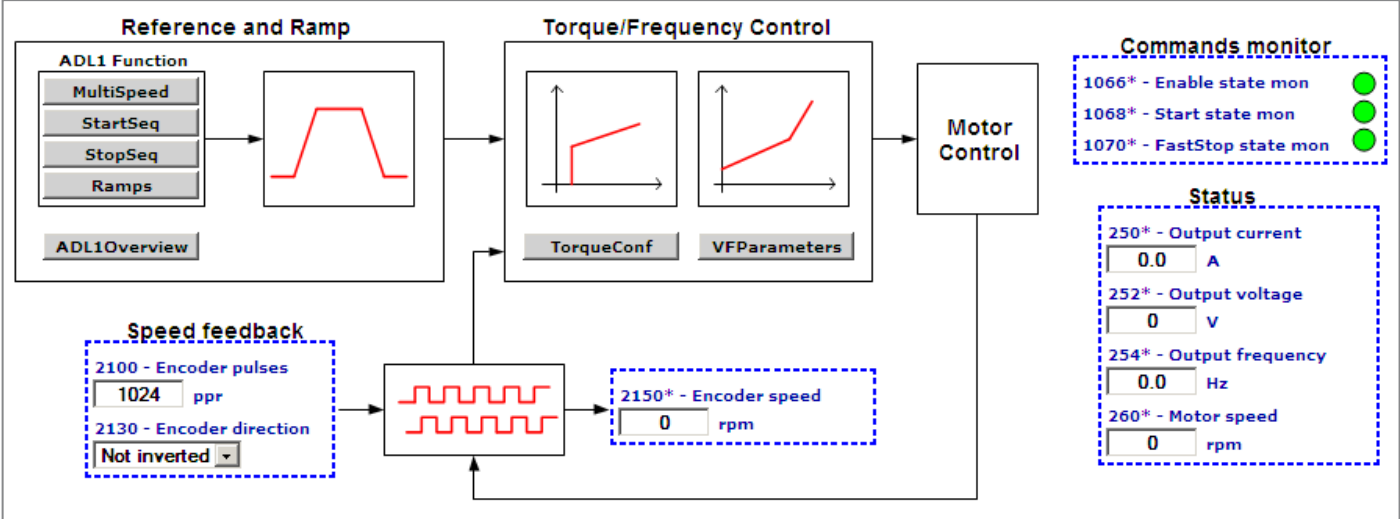 Reference and Ramp
ADL1 Function
MultiSpeed
StartSeq
StopSeq
Ramps
ADL1Overview
Torque/Frequency Control
TorqueConf
VFParameters
Motor
Control
Commands monitor
1066* - Enable state mon
1068* - Start state mon
1070* - FastStop state mon
Status
250* - Output current
0.0 A
252* - Output voltage
0 V
254* - Output frequency
0.0 Hz
260* - Motor speed
0 rpm
Speed feedback
2100 - Encoder pulses
1024 ppr
2130 - Encoder direction
Not inverted
2150* - Encoder speed
0 rpm